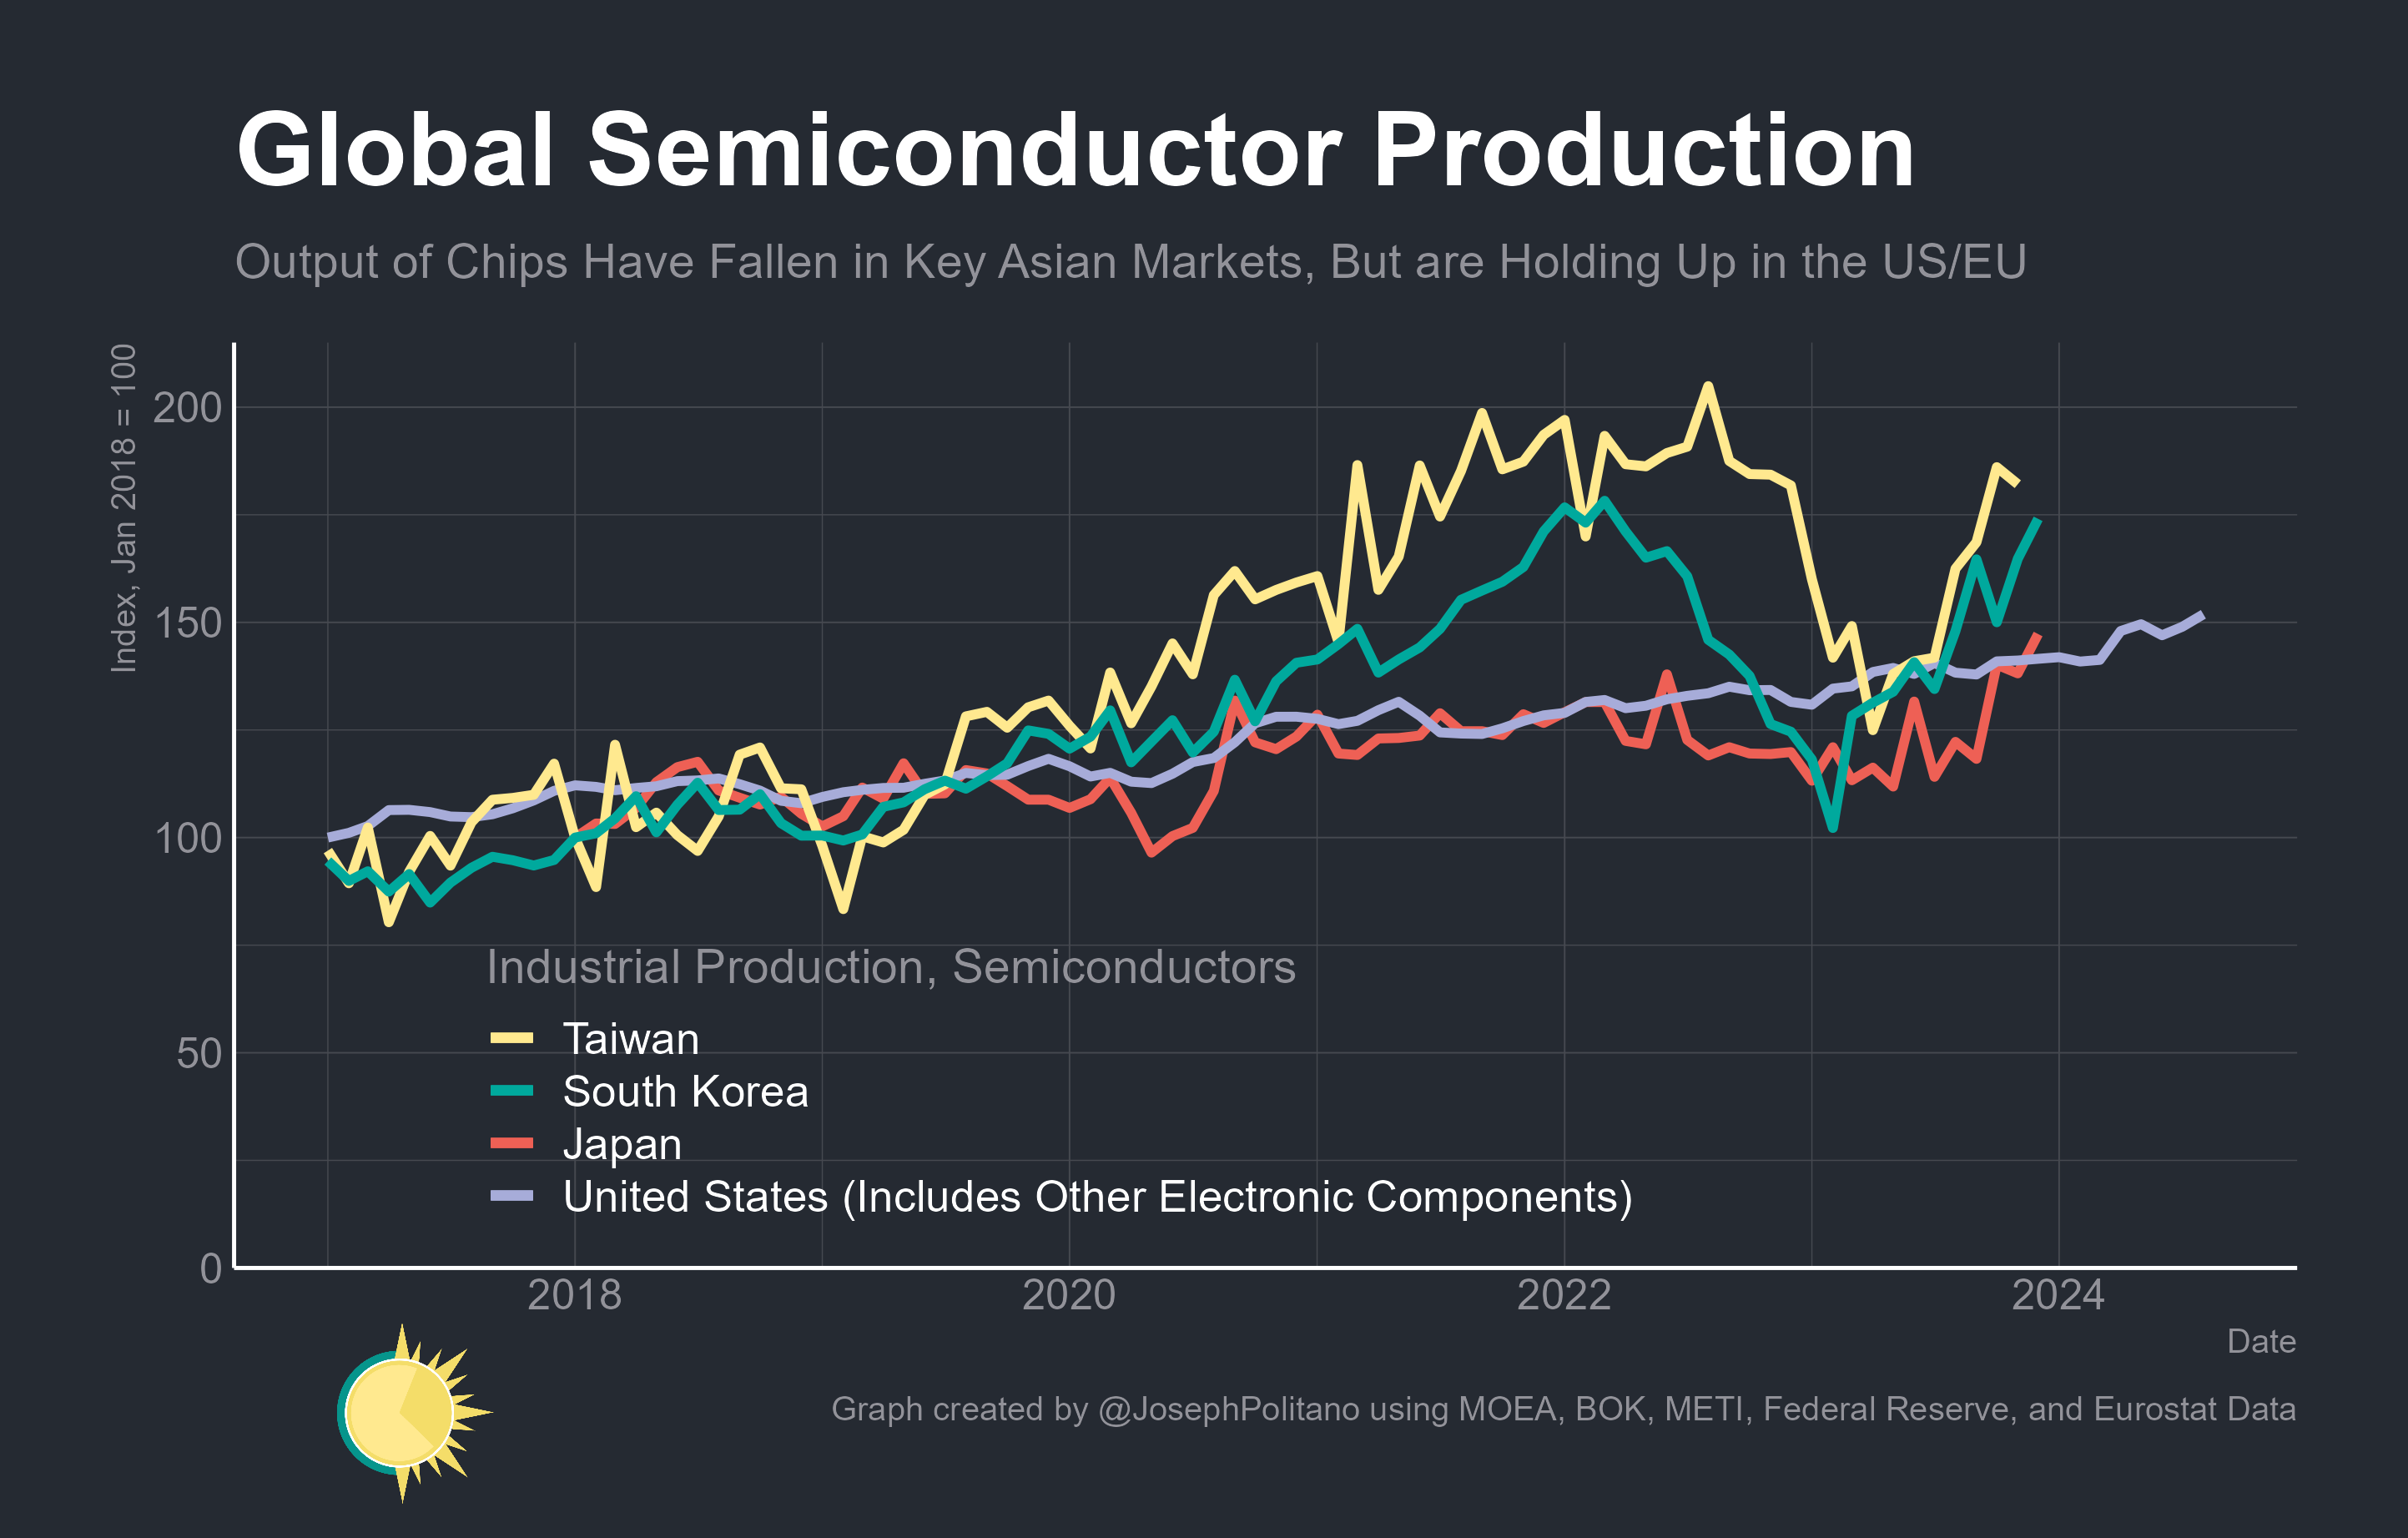 Global Semiconductor Production
Output of Chips Have Fallen in Key Asian Markets, But are Holding Up in the US/EU
Index, Jan 2018 = 100
200
150
100
50
0
Industrial Production, Semiconductors
Taiwan
South Korea
Japan
United States (Includes Other Electronic Components)
2018
2020
2022
2024
Date
Graph created by @JosephPolitano using MOEA, BOK, METI, Federal Reserve, and Eurostat Data